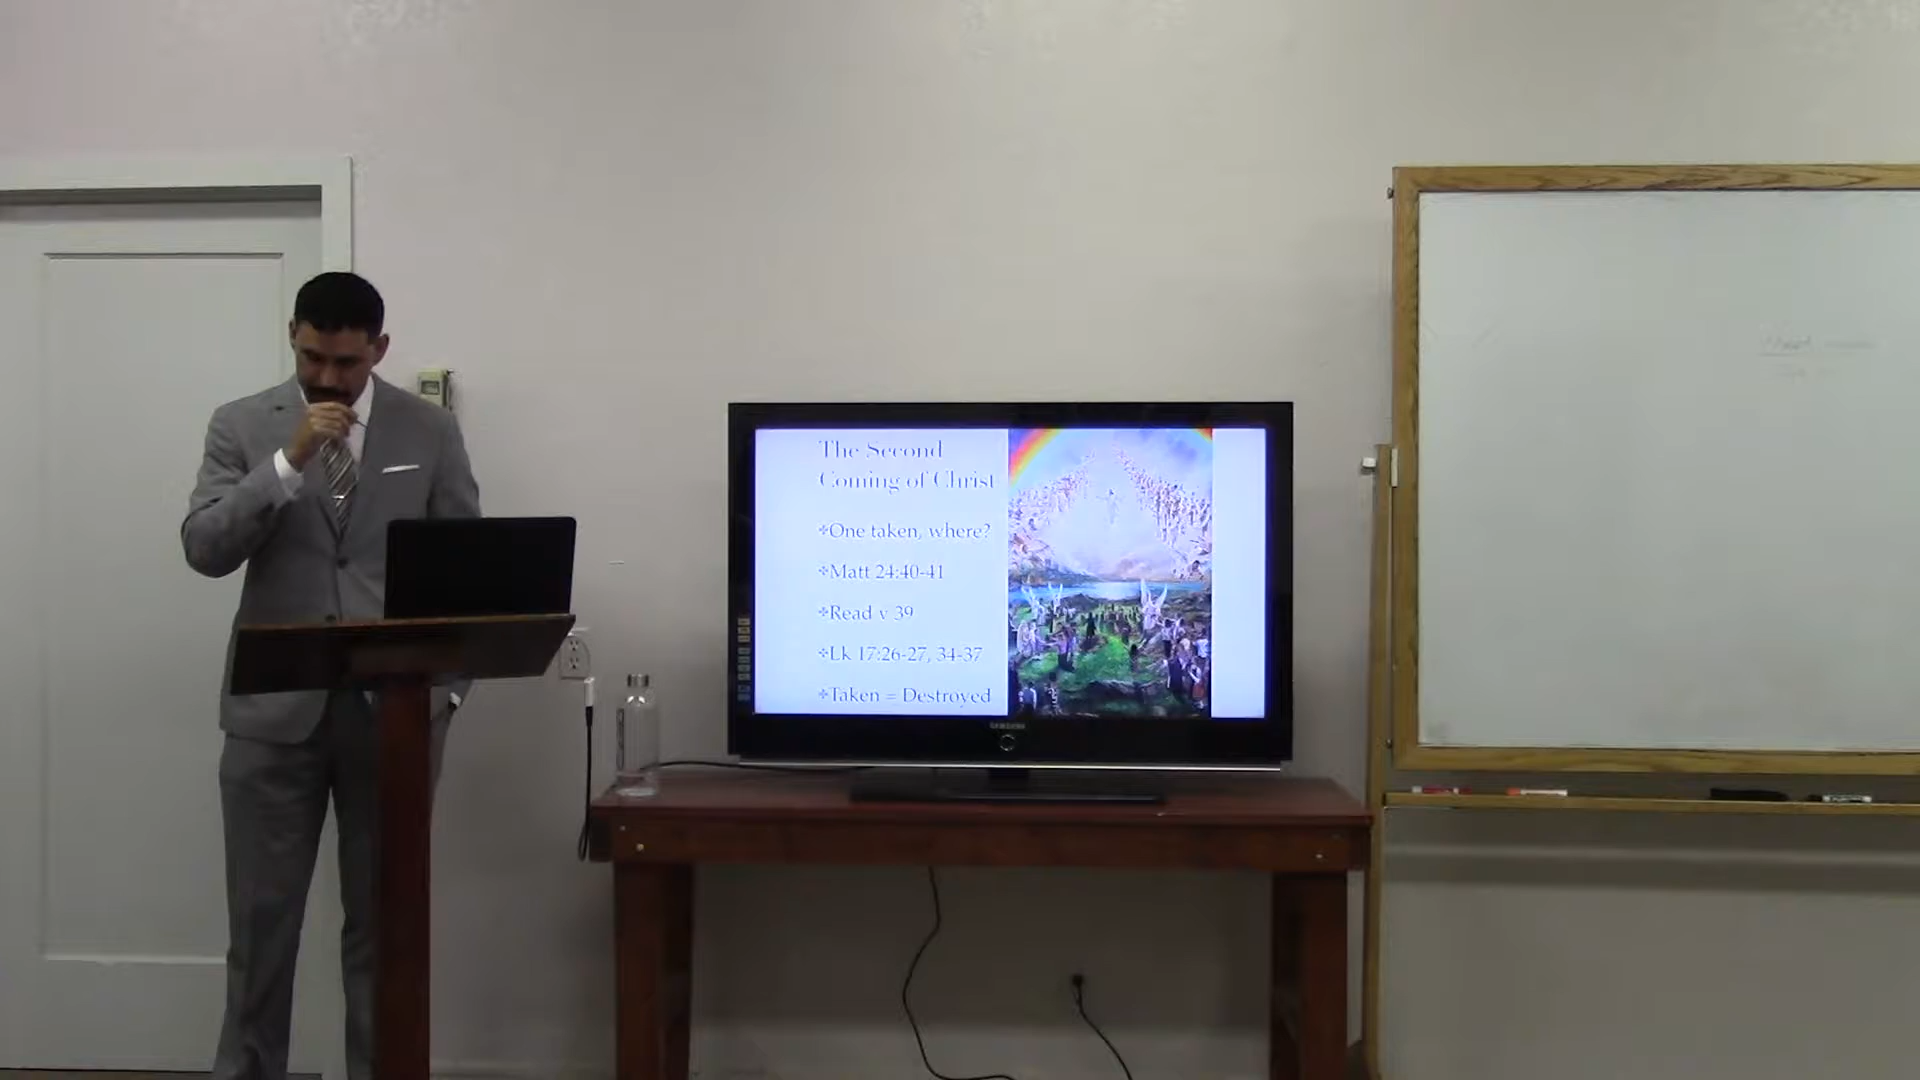 The Second
Coming of Christ
One taken, where?
Matt 24:40-41
Read v 39
Lk 17:26-27, 34-37
Taken = Destroyed
SAMSUNG